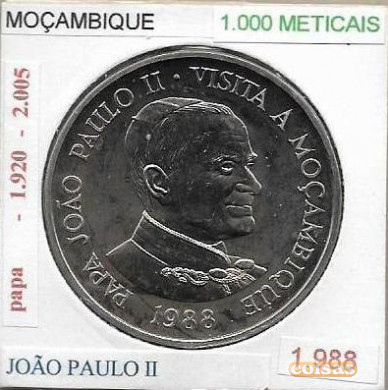 MOÇAMBIQUE
1.000 METICAIS
PAPA JOÃO PAULO II · VISITA A MOÇAMBIQUE
1988
papa - 1.920 - 2.005
JOÃO PAULO II
1.988
coisas